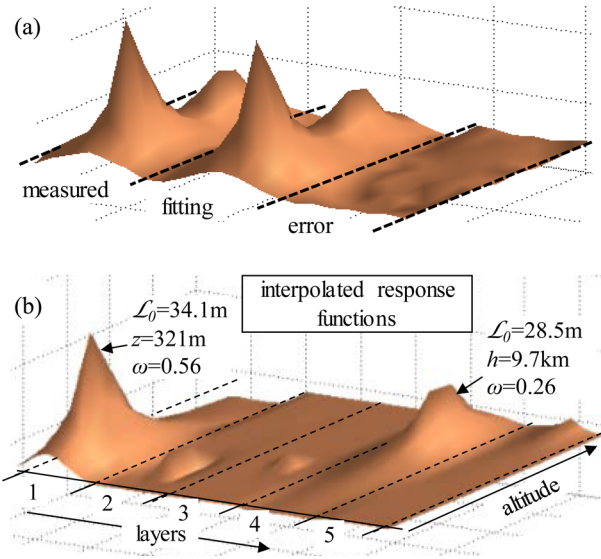 (a)
measured
fitting
error
(b)
ℒ₀=34.1m
z=321m
ω=0.56
interpolated response
functions
ℒ₀=28.5m
h=9.7km
ω=0.26
1
2
3
4
5
layers
altitude